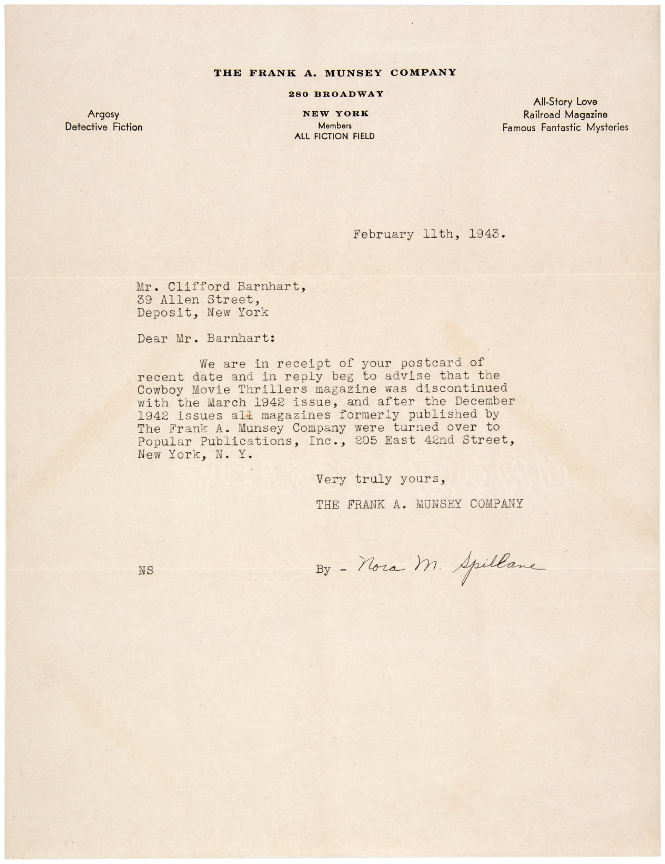 THE FRANK A. MUNSEY COMPANY
280 BROADWAY
NEW YORK
Members
ALL FICTION FIELD
Argosy
Detective Fiction
All-Story Love
Railroad Magazine
Famous Fantastic Mysteries
February 11th, 1943.
Mr. Clifford Barnhart,
39 Allen Street,
Deposit, New York
Dear Mr. Barnhart:
We are in receipt of your postcard of
recent date and in reply beg to advise that the
Cowboy Movie Thrillers magazine was discontinued
with the March 1942 issue, and after the December
1942 issues all magazines formerly published by
The Frank A. Munsey Company were turned over to
Popular Publications, Inc., 205 East 42nd Street,
New York, N. Y.
Very truly yours,
THE FRANK A. MUNSEY COMPANY
NS
By - Nora M. Spillane